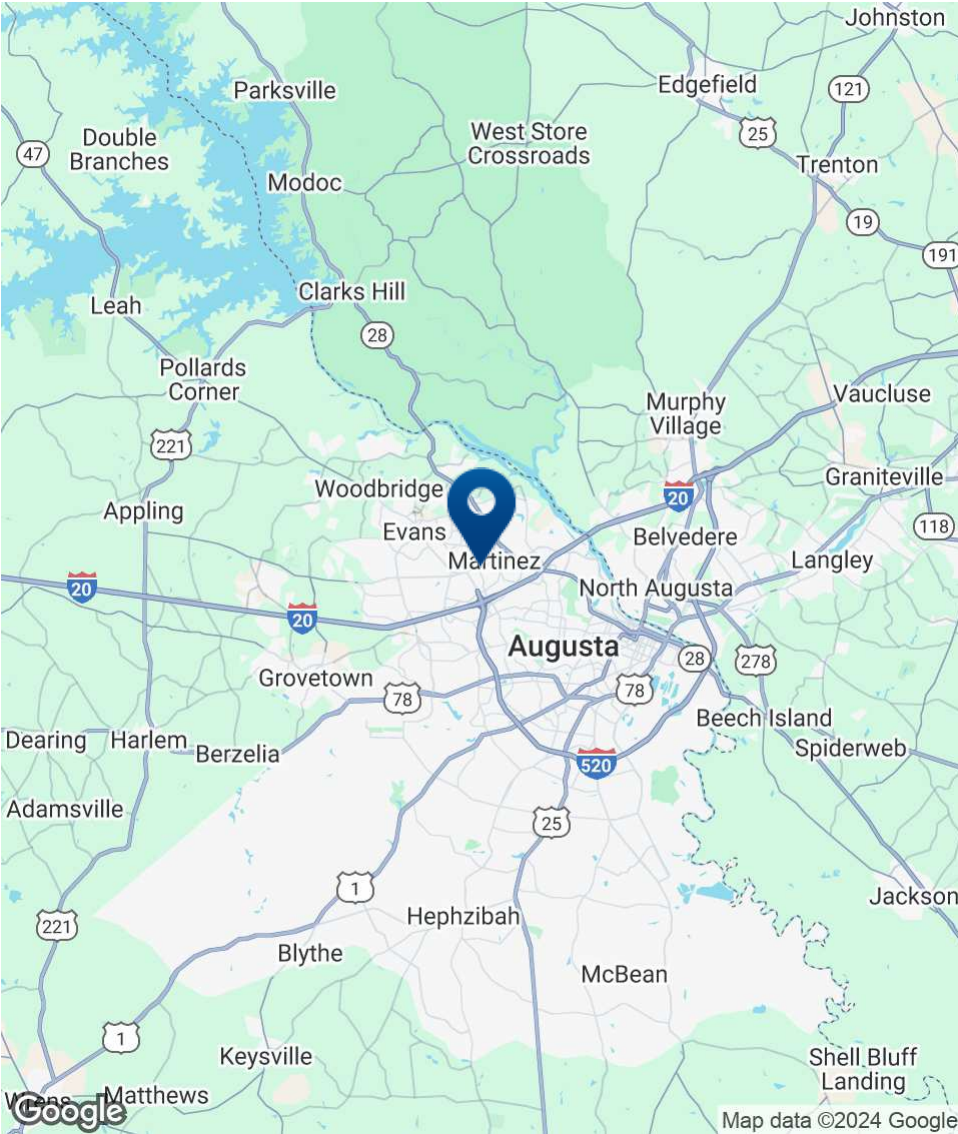 Johnston
Parksville
Edgefield
121
Double
Branches
47
West Store
Crossroads
25
Trenton
Modoc
19
191
Leah
Clarks Hill
28
Pollards
Corner
Vaucluse
Murphy
Village
221
Woodbridge
20
Graniteville
Appling
Evans
Belvedere
118
Martinez
Langley
20
North Augusta
20
Augusta
28
278
Grovetown
78
78
Beech Island
Dearing
Harlem
Berzelia
Spiderweb
520
Adamsville
25
1
Jackson
221
Hephzibah
Blythe
McBean
1
Keysville
Shell Bluff
Landing
Wrens
Matthews
Google
Map data ©2024 Google